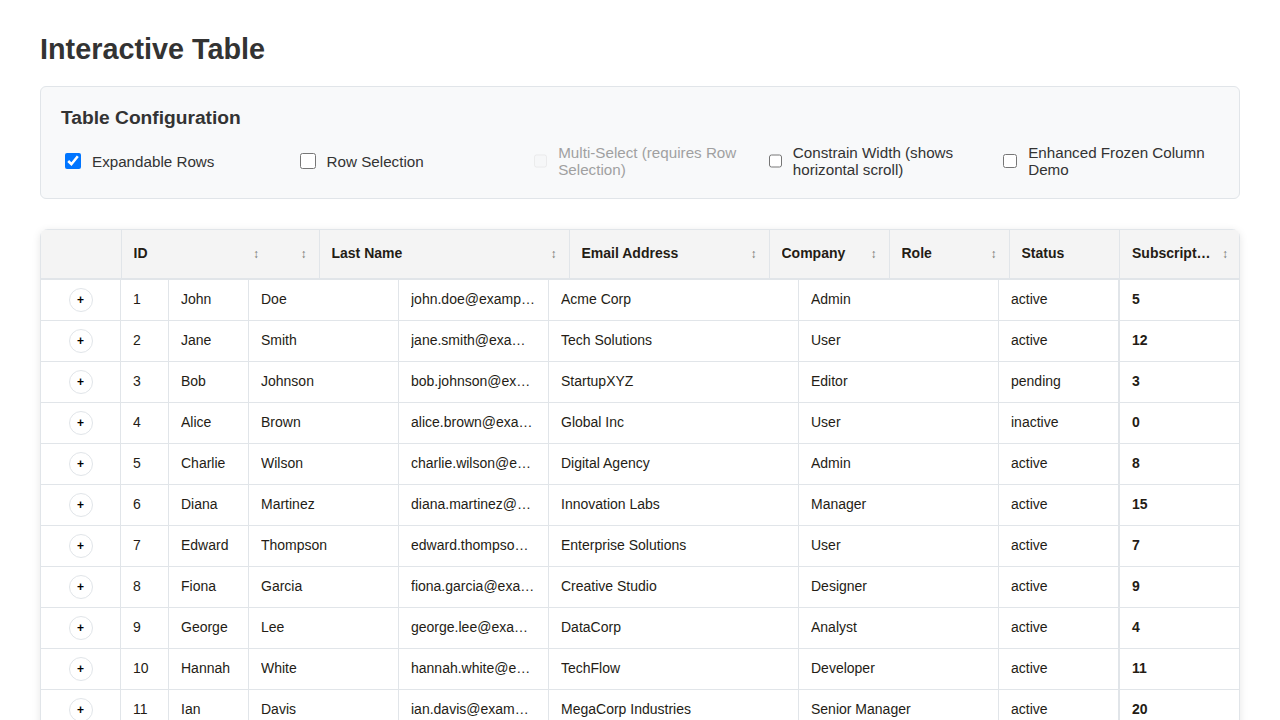 Interactive Table
Table Configuration
Expandable Rows
Row Selection
Multi-Select (requires Row
Selection)
Constrain Width (shows
horizontal scroll)
Enhanced Frozen Column
Demo
ID ↕ ↕ Last Name ↕ Email Address ↕ Company ↕ Role ↕ Status Subscript… ↕
+ 1 John Doe john.doe@examp… Acme Corp Admin active 5
+ 2 Jane Smith jane.smith@exa… Tech Solutions User active 12
+ 3 Bob Johnson bob.johnson@ex… StartupXYZ Editor pending 3
+ 4 Alice Brown alice.brown@exa… Global Inc User inactive 0
+ 5 Charlie Wilson charlie.wilson@e… Digital Agency Admin active 8
+ 6 Diana Martinez diana.martinez@… Innovation Labs Manager active 15
+ 7 Edward Thompson edward.thompso… Enterprise Solutions User active 7
+ 8 Fiona Garcia fiona.garcia@exa… Creative Studio Designer active 9
+ 9 George Lee george.lee@exa… DataCorp Analyst active 4
+ 10 Hannah White hannah.white@e… TechFlow Developer active 11
+ 11 Ian Davis ian.davis@exam… MegaCorp Industries Senior Manager active 20